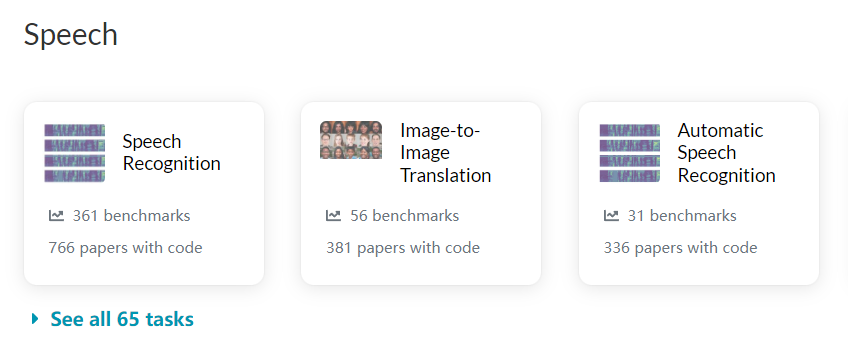 Speech
Speech
Recognition
361 benchmarks
766 papers with code
Image-to-
Image
Translation
56 benchmarks
381 papers with code
Automatic
Speech
Recognition
31 benchmarks
336 papers with code
See all 65 tasks